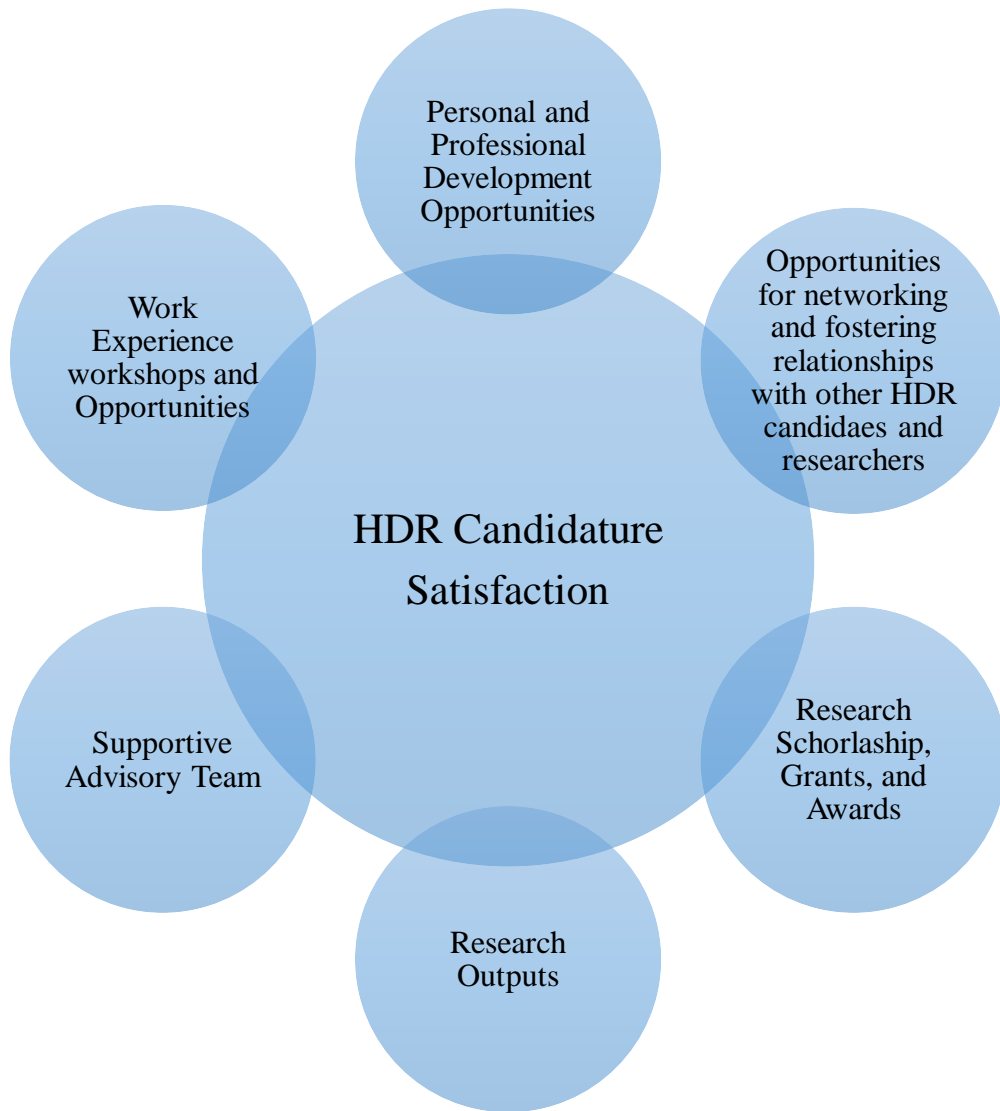 Personal and
Professional
Development
Opportunities
Opportunities
for networking
and fostering
relationships
with other HDR
candidaes and
researchers
Work
Experience
workshops and
Opportunities
HDR Candidature
Satisfaction
Supportive
Advisory Team
Research
Schorlaship,
Grants, and
Awards
Research
Outputs